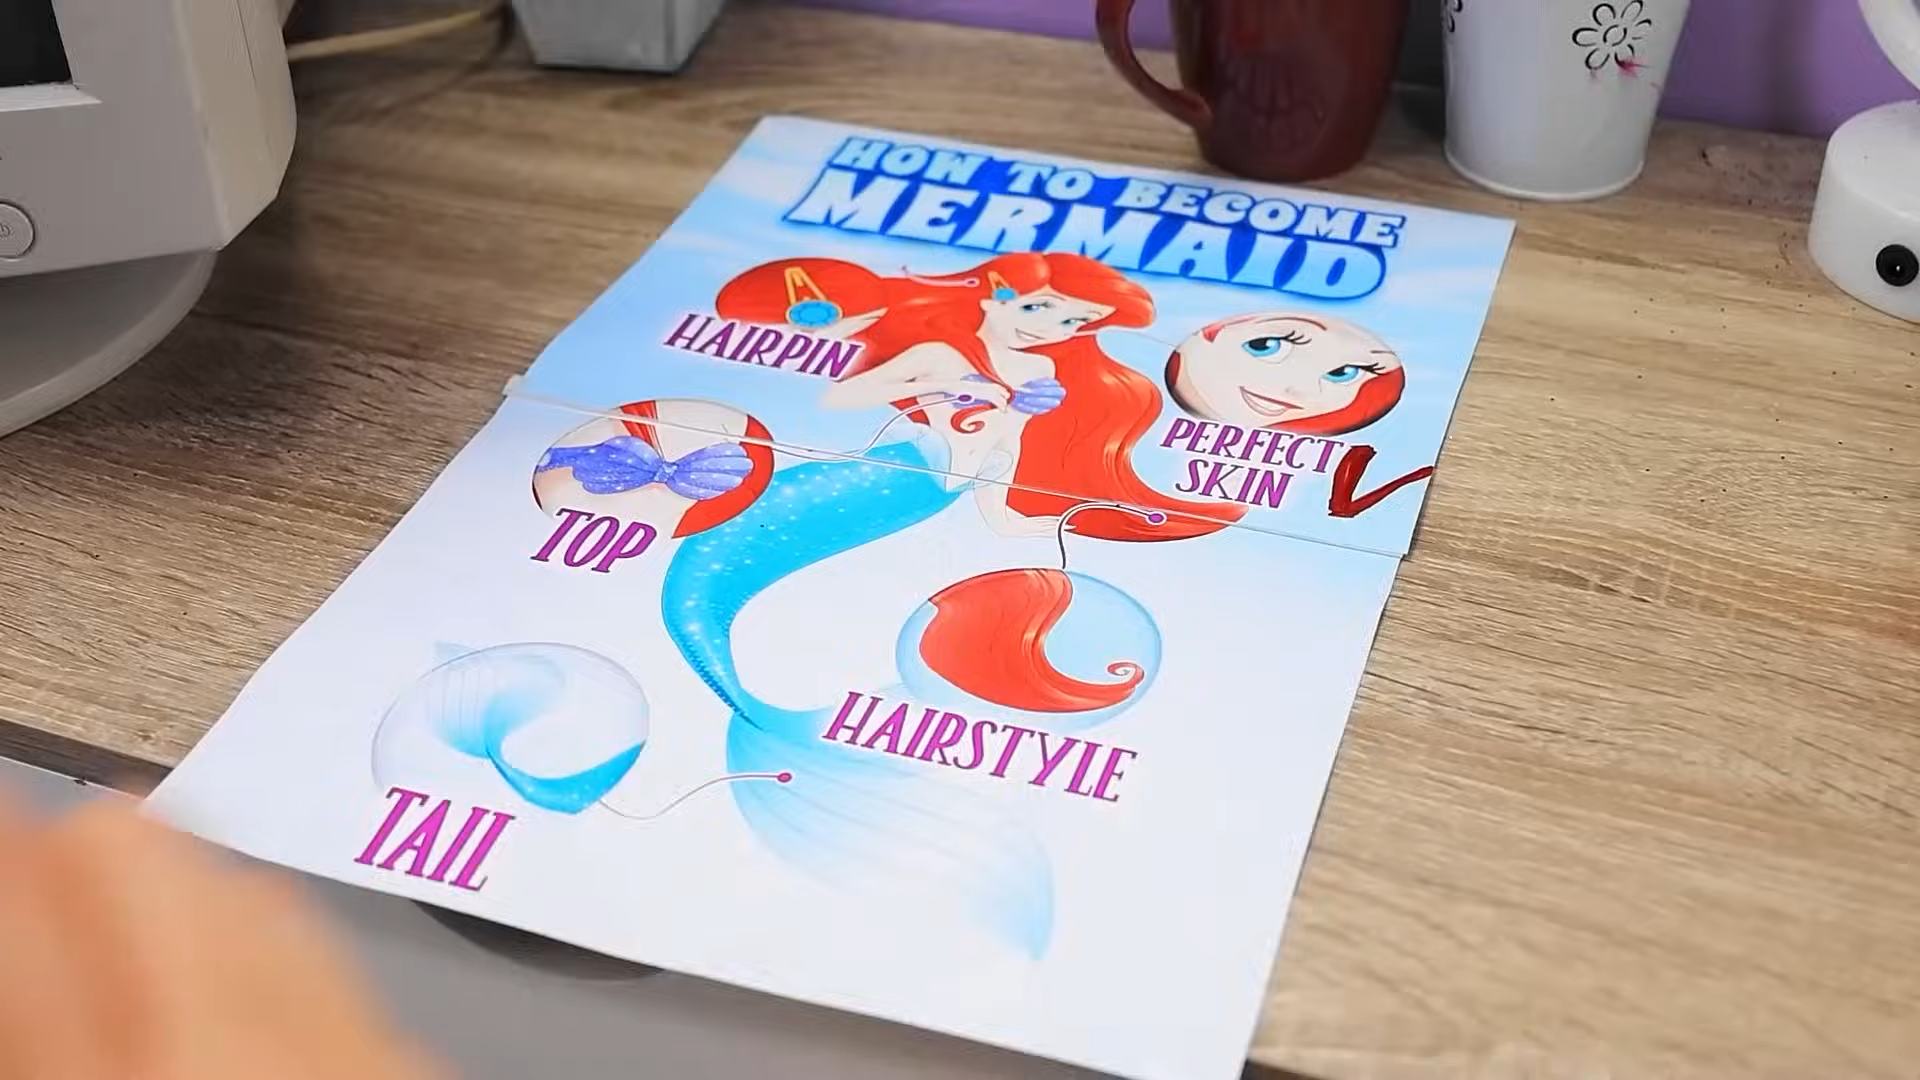 HOW TO BECOME
MERMAID
HAIRPIN
PERFECT
SKIN
TOP
HAIRSTYLE
TAIL